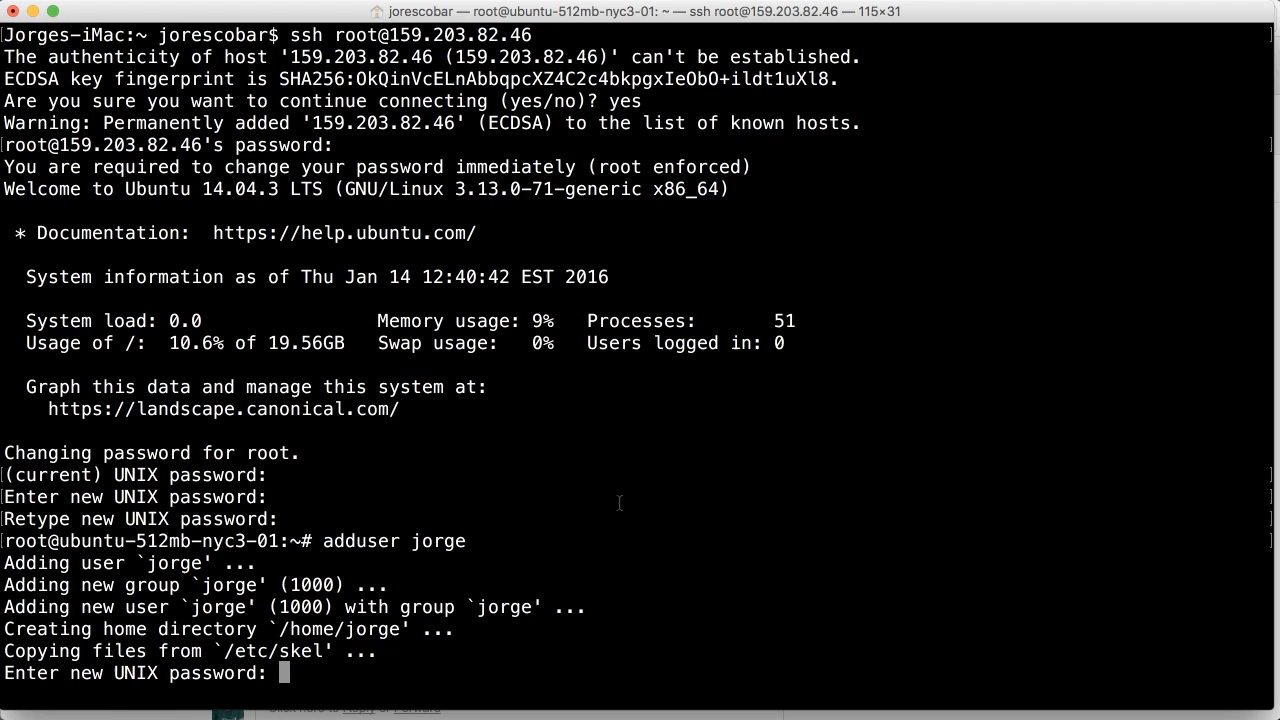 jorescobar — root@ubuntu-512mb-nyc3-01: ~ — ssh root@159.203.82.46 — 115×31
Jorges-iMac:~ jorescobar$ ssh root@159.203.82.46
The authenticity of host '159.203.82.46 (159.203.82.46)' can't be established.
ECDSA key fingerprint is SHA256:OkQinVcELnAbbqpcXZ4C2c4bkpgxIeObO+ildt1uXl8.
Are you sure you want to continue connecting (yes/no)? yes
Warning: Permanently added '159.203.82.46' (ECDSA) to the list of known hosts.
root@159.203.82.46's password:
You are required to change your password immediately (root enforced)
Welcome to Ubuntu 14.04.3 LTS (GNU/Linux 3.13.0-71-generic x86_64)
* Documentation:  https://help.ubuntu.com/
System information as of Thu Jan 14 12:40:42 EST 2016
System load: 0.0                Memory usage: 9%   Processes:       51
Usage of /:  10.6% of 19.56GB   Swap usage:   0%   Users logged in: 0
Graph this data and manage this system at:
https://landscape.canonical.com/
Changing password for root.
(current) UNIX password:
Enter new UNIX password:
Retype new UNIX password:
root@ubuntu-512mb-nyc3-01:~# adduser jorge
Adding user `jorge' ...
Adding new group `jorge' (1000) ...
Adding new user `jorge' (1000) with group `jorge' ...
Creating home directory `/home/jorge' ...
Copying files from `/etc/skel' ...
Enter new UNIX password: